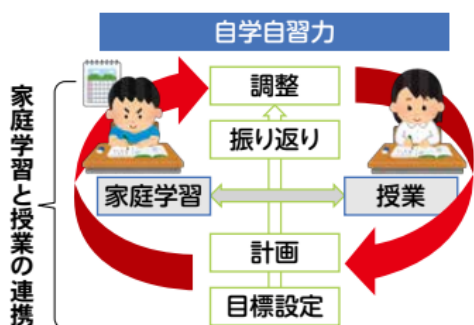 自学自習力
調整
振り返り
家庭学習
授業
計画
目標設定
家庭学習と授業の連携